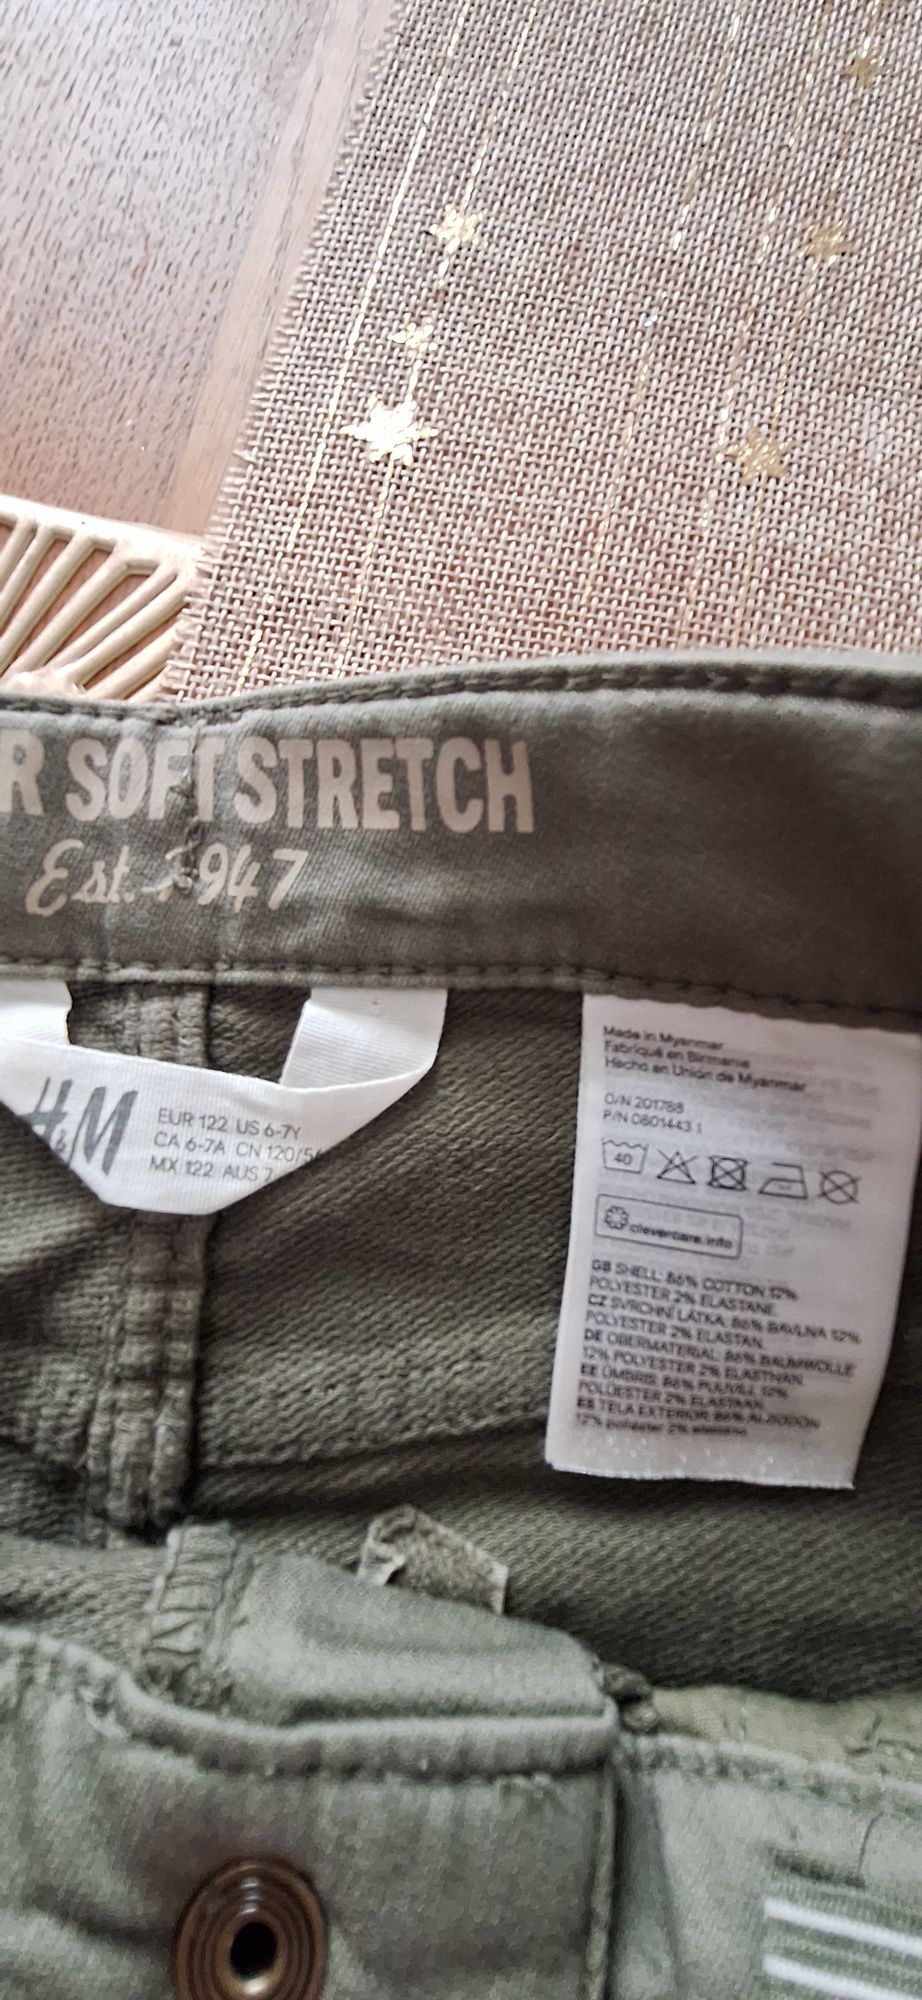 R SOFT STRETCH
Est. 1947
H&M
EUR 122 US 6-7Y
CA 6-7A CN 120/5
MX 122 AUS 7
Made in Myanmar
Fabriqué en Birmanie
Hecho en Unión de Myanmar
O/N 201788
P/N 0801443 1
40
clevercare.info
GB SHELL: 86% COTTON 12%
POLYESTER 2% ELASTANE
CZ SVRCHNÍ LÁTKA: 86% BAVLNA 12%
POLYESTER 2% ELASTAN
DE OBERMATERIAL: 86% BAUMWOLLE
12% POLYESTER 2% ELASTHAN
EE ÜMBRIS: 86% PUUVILL 12%
POLÜESTER 2% ELASTAAN
ES TELA EXTERIOR: 86% ALGODÓN
12% poliéster 2% elastano